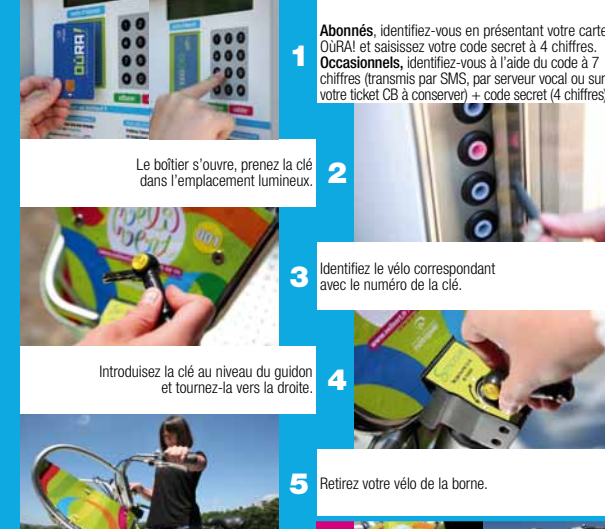 OùRA!
1
Abonnés, identifiez-vous en présentant votre carte
OùRA! et saisissez votre code secret à 4 chiffres.
Occasionnels, identifiez-vous à l'aide du code à 7
chiffres (transmis par SMS, par serveur vocal ou sur
votre ticket CB à conserver) + code secret (4 chiffres)
Le boîtier s'ouvre, prenez la clé
dans l'emplacement lumineux.
2
3
Identifiez le vélo correspondant
avec le numéro de la clé.
Introduisez la clé au niveau du guidon
et tournez-la vers la droite.
4
5
Retirez votre vélo de la borne.